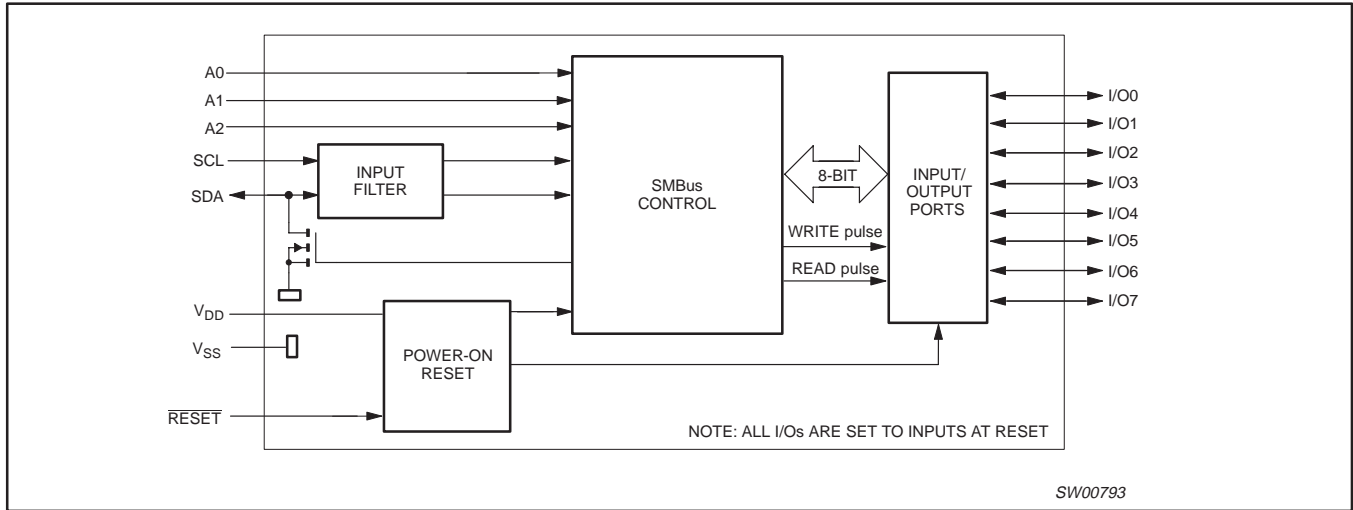 A0
A1
A2
SCL
SDA
VDD
VSS
RESET
INPUT
FILTER
POWER-ON
RESET
SMBus
CONTROL
8-BIT
WRITE pulse
READ pulse
INPUT/
OUTPUT
PORTS
I/O0
I/O1
I/O2
I/O3
I/O4
I/O5
I/O6
I/O7
NOTE: ALL I/Os ARE SET TO INPUTS AT RESET
SW00793